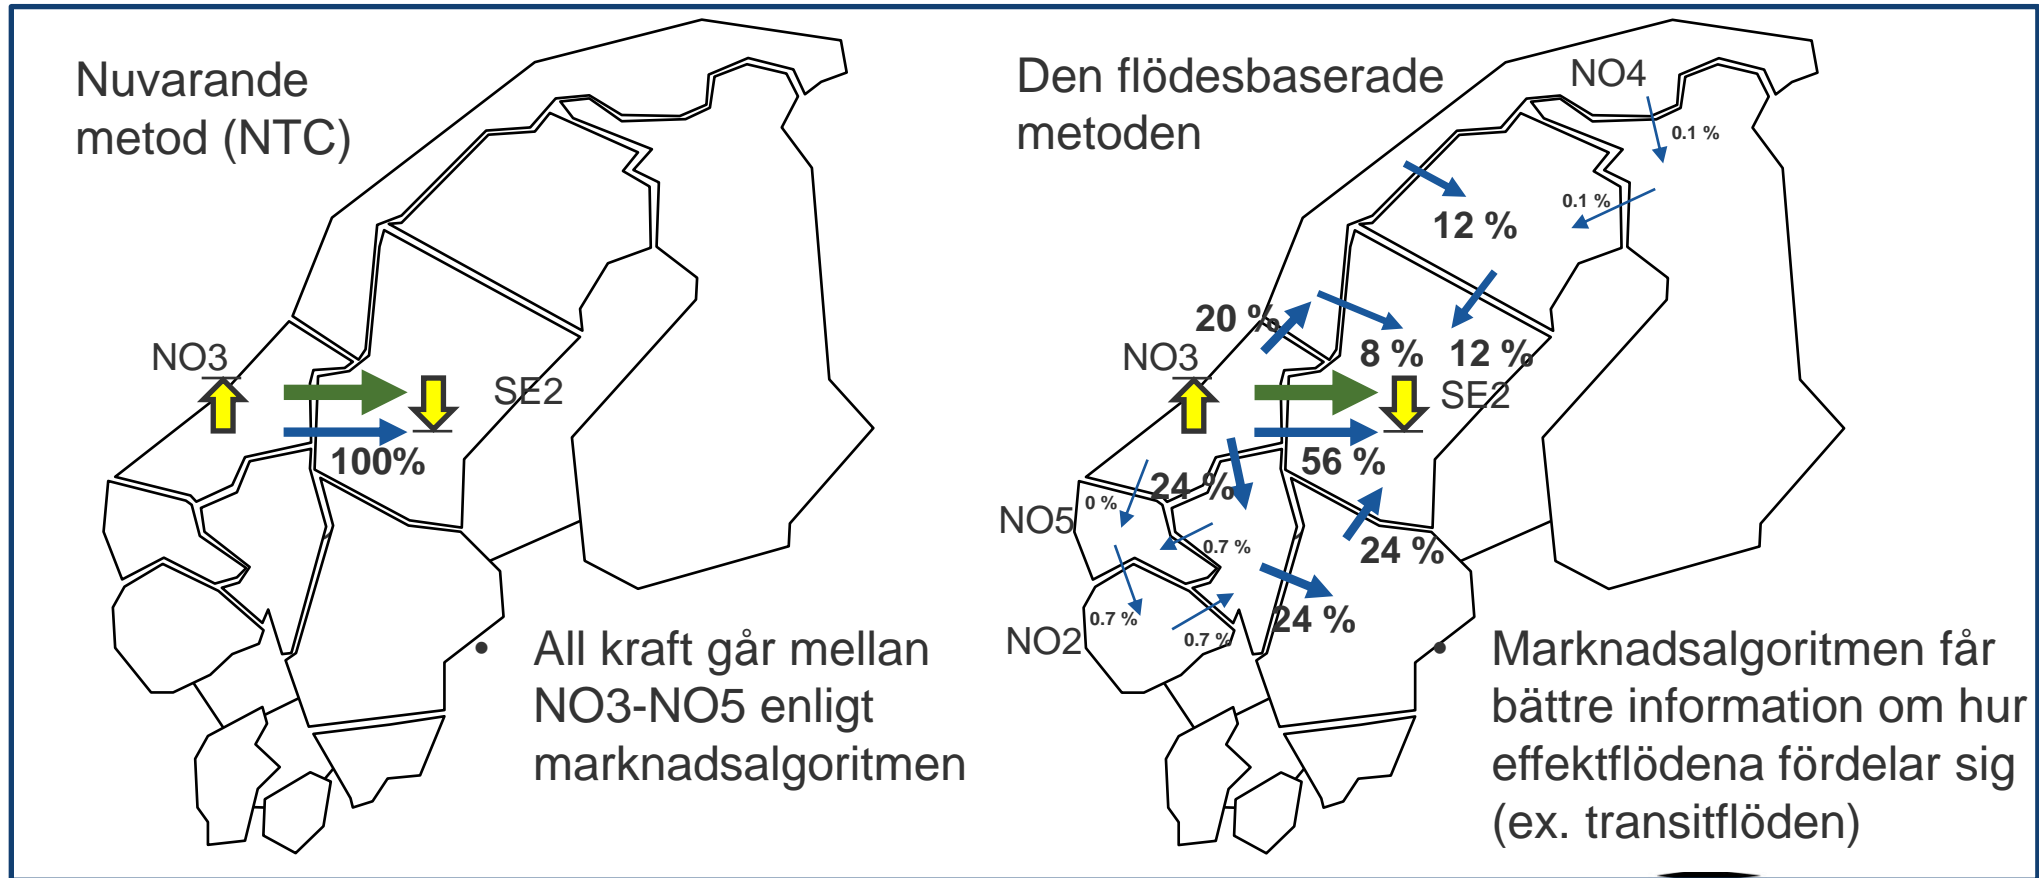 Nuvarande
metod (NTC)
NO3
SE2
100%
All kraft går mellan
NO3-NO5 enligt
marknadsalgoritmen
Den flödesbaserade
metoden
NO4
0.1 %
0.1 %
12 %
20 %
NO3
8 %
12 %
SE2
56 %
24 %
0 %
NO5
0.7 %
24 %
0.7 %
24 %
NO2
0.7 %
Marknadsalgoritmen får
bättre information om hur
effektflödena fördelar sig
(ex. transitflöden)